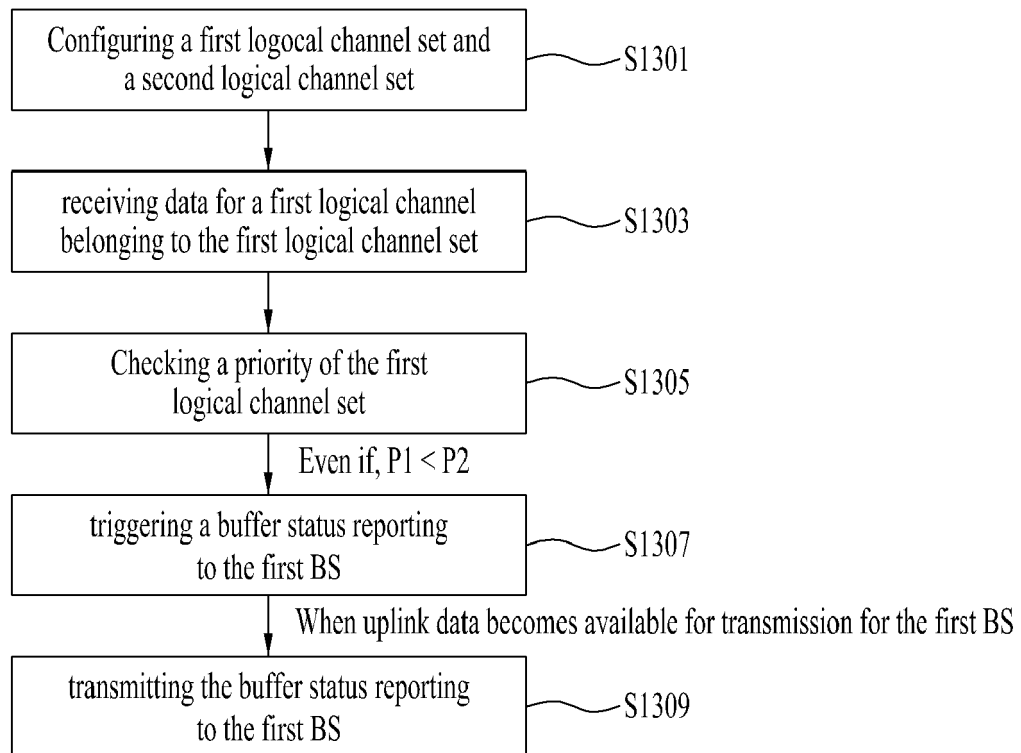 Configuring a first logocal channel set and
a second logical channel set
S1301
receiving data for a first logical channel
belonging to the first logical channel set
S1303
Checking a priority of the first
logical channel set
S1305
Even if, P1 < P2
triggering a buffer status reporting
to the first BS
S1307
When uplink data becomes available for transmission for the first BS
transmitting the buffer status reporting
to the first BS
S1309